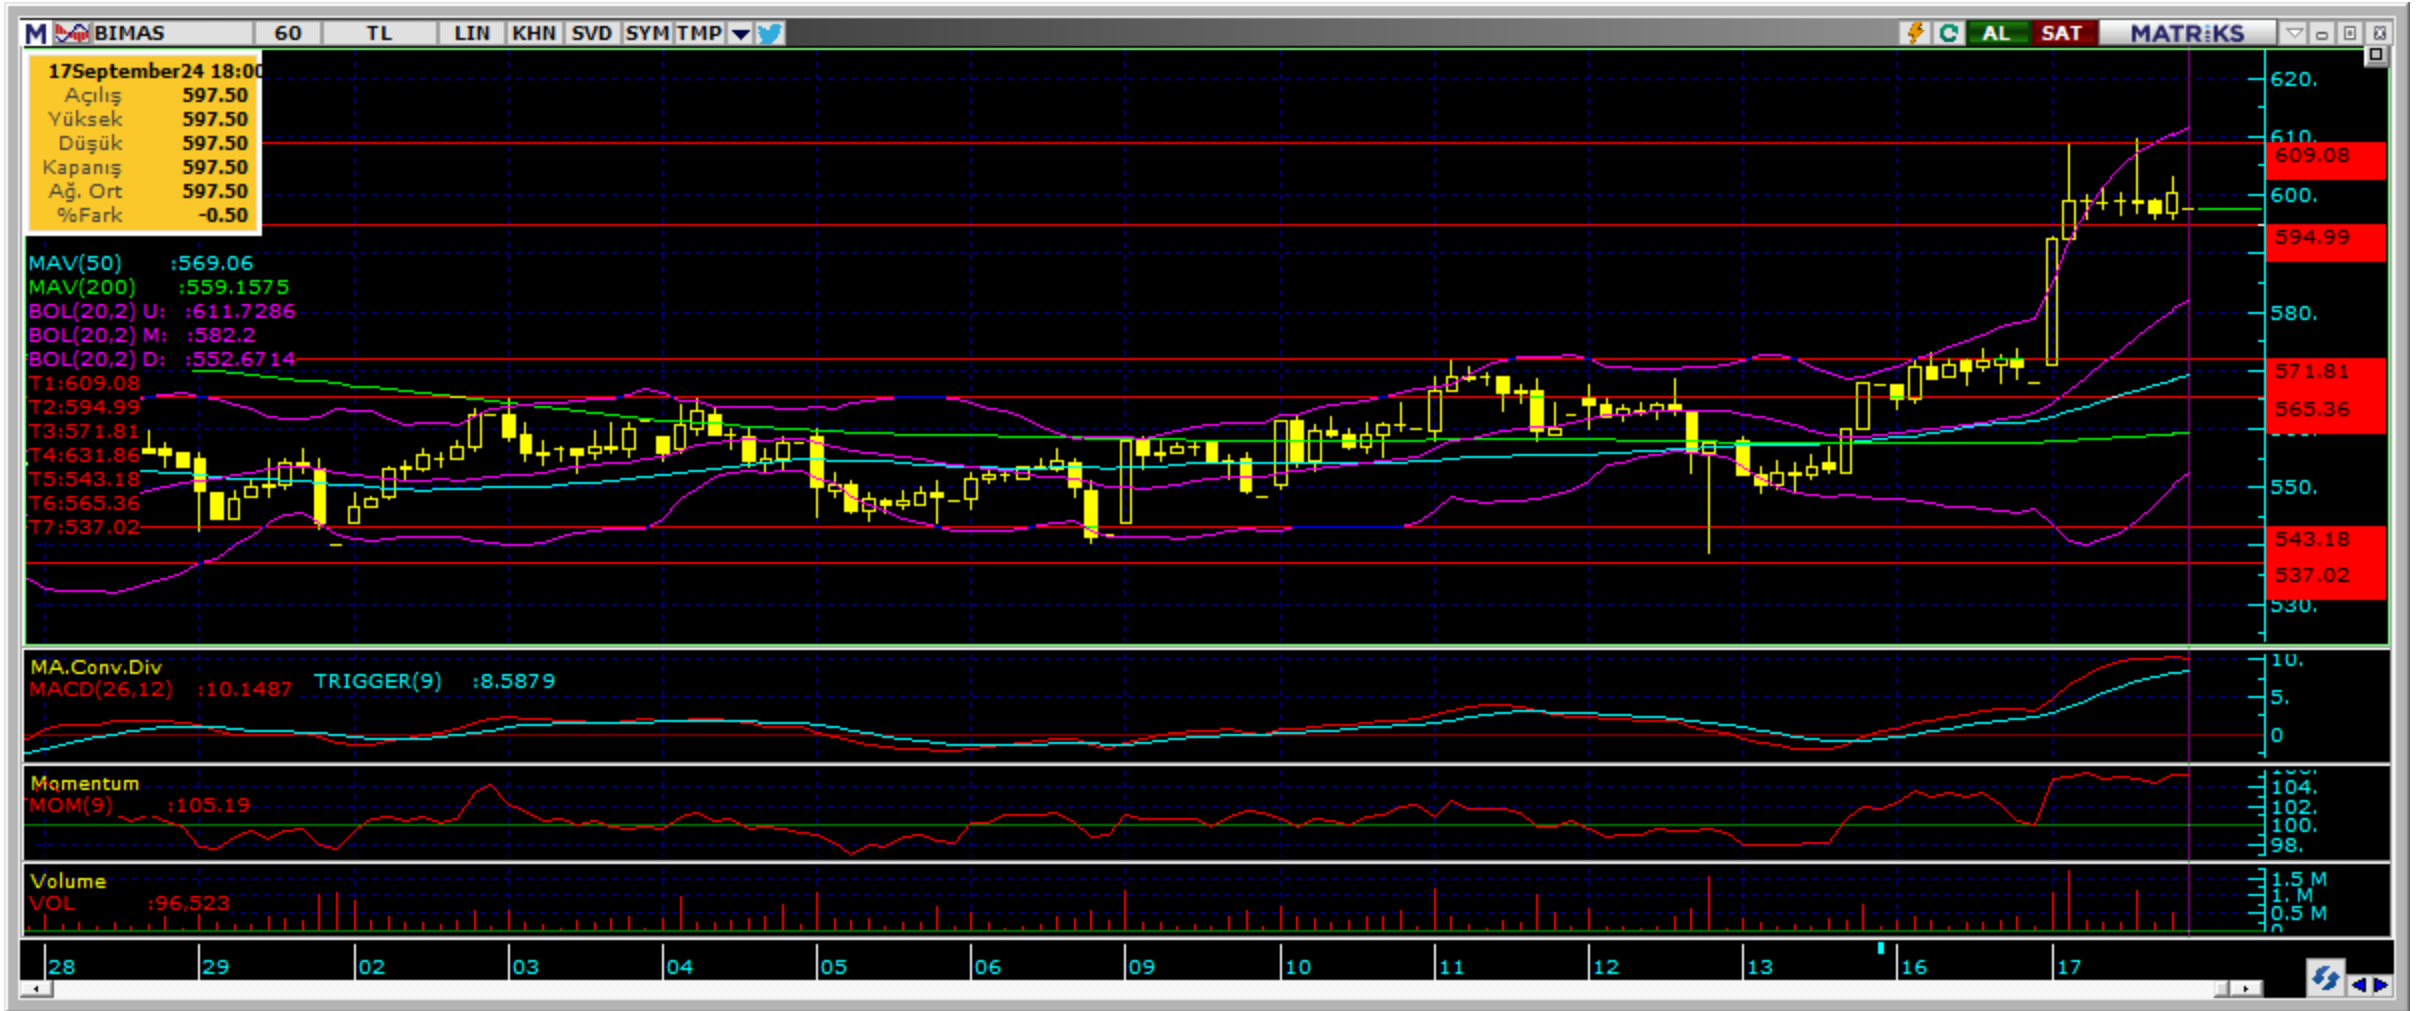 M BIMAS 60 TL LIN KHN SVD SYM TMP AL SAT MATRiKS
17September24 18:00
Açılış 597.50
Yüksek 597.50
Düşük 597.50
Kapanış 597.50
Ağ. Ort 597.50
%Fark -0.50
MAV(50) :569.06
MAV(200) :559.1575
BOL(20,2) U: :611.7286
BOL(20,2) M: :582.2
BOL(20,2) D: :552.6714
T1:609.08
T2:594.99
T3:571.81
T4:631.86
T5:543.18
T6:565.36
T7:537.02
620.
610.
609.08
600.
594.99
580.
571.81
565.36
550.
543.18
537.02
530.
MA.Conv.Div
MACD(26,12) :10.1487 TRIGGER(9) :8.5879
10.
5.
0
Momentum
MOM(9) :105.19
104.
102.
100.
98.
Volume
VOL :96,523
1.5 M
1. M
0.5 M
0
28 29 02 03 04 05 06 09 10 11 12 13 16 17